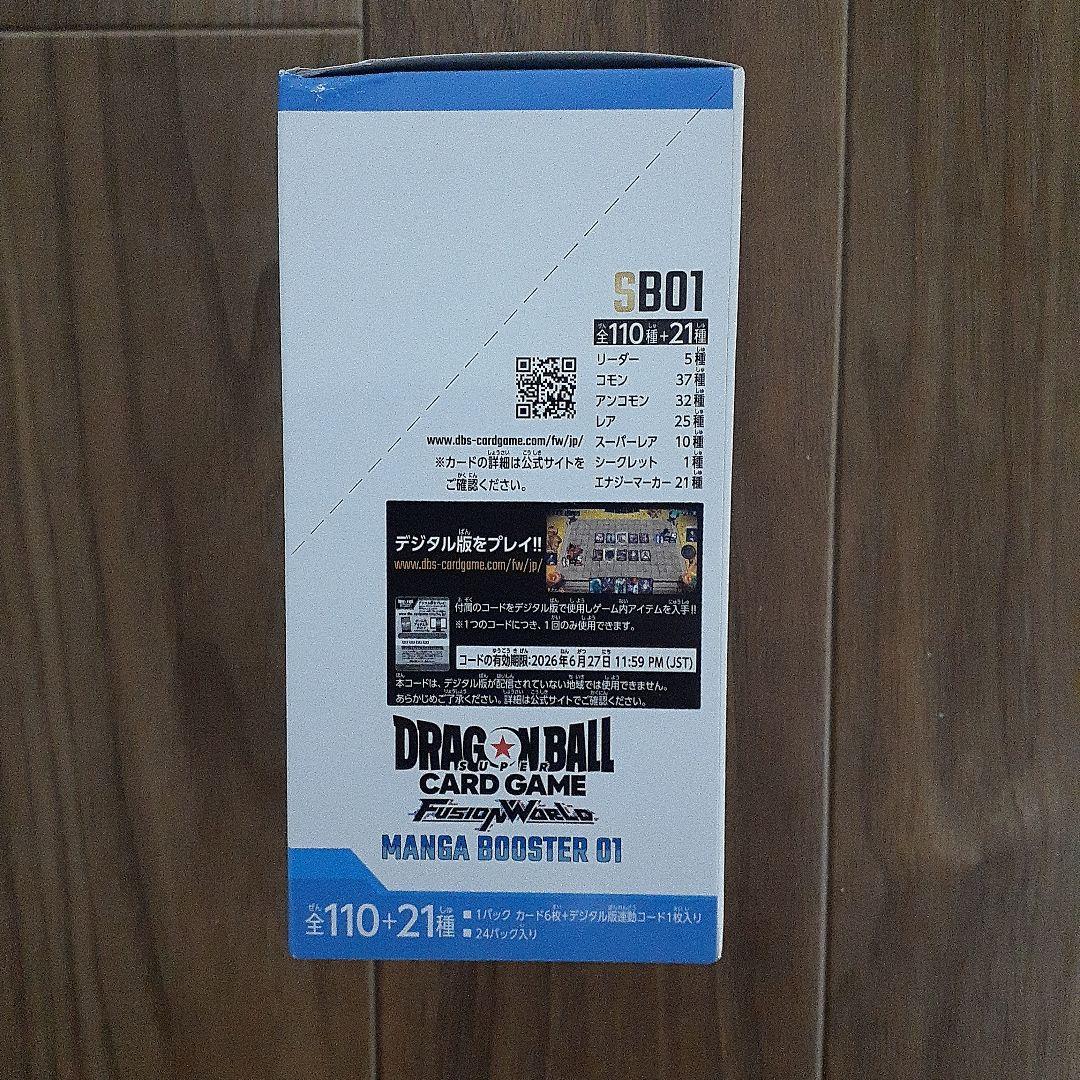 SB01
全110種+21種
リーダー 5種
コモン 37種
アンコモン 32種
レア 25種
スーパーレア 10種
シークレット 1種
エナジーマーカー 21種
www.dbs-cardgame.com/fw/jp/
※カードの詳細は公式サイトを
ご確認ください。
デジタル版をプレイ!!
www.dbs-cardgame.com/fw/jp/
付属のコードをデジタル版で使用しゲーム内アイテムを入手!!
※1つのコードにつき、1回のみ使用できます。
コードの有効期限:2026年6月27日 11:59 PM (JST)
本コードは、デジタル版が配信されていない地域では使用できません。
あらかじめご了承ください。詳細は公式サイトでご確認ください。
DRAGON BALL
SUPER
CARD GAME
FUSION WORLD
MANGA BOOSTER 01
全110+21種
■ 1パック カード6枚+デジタル版連動コード1枚入り
■ 24パック入り